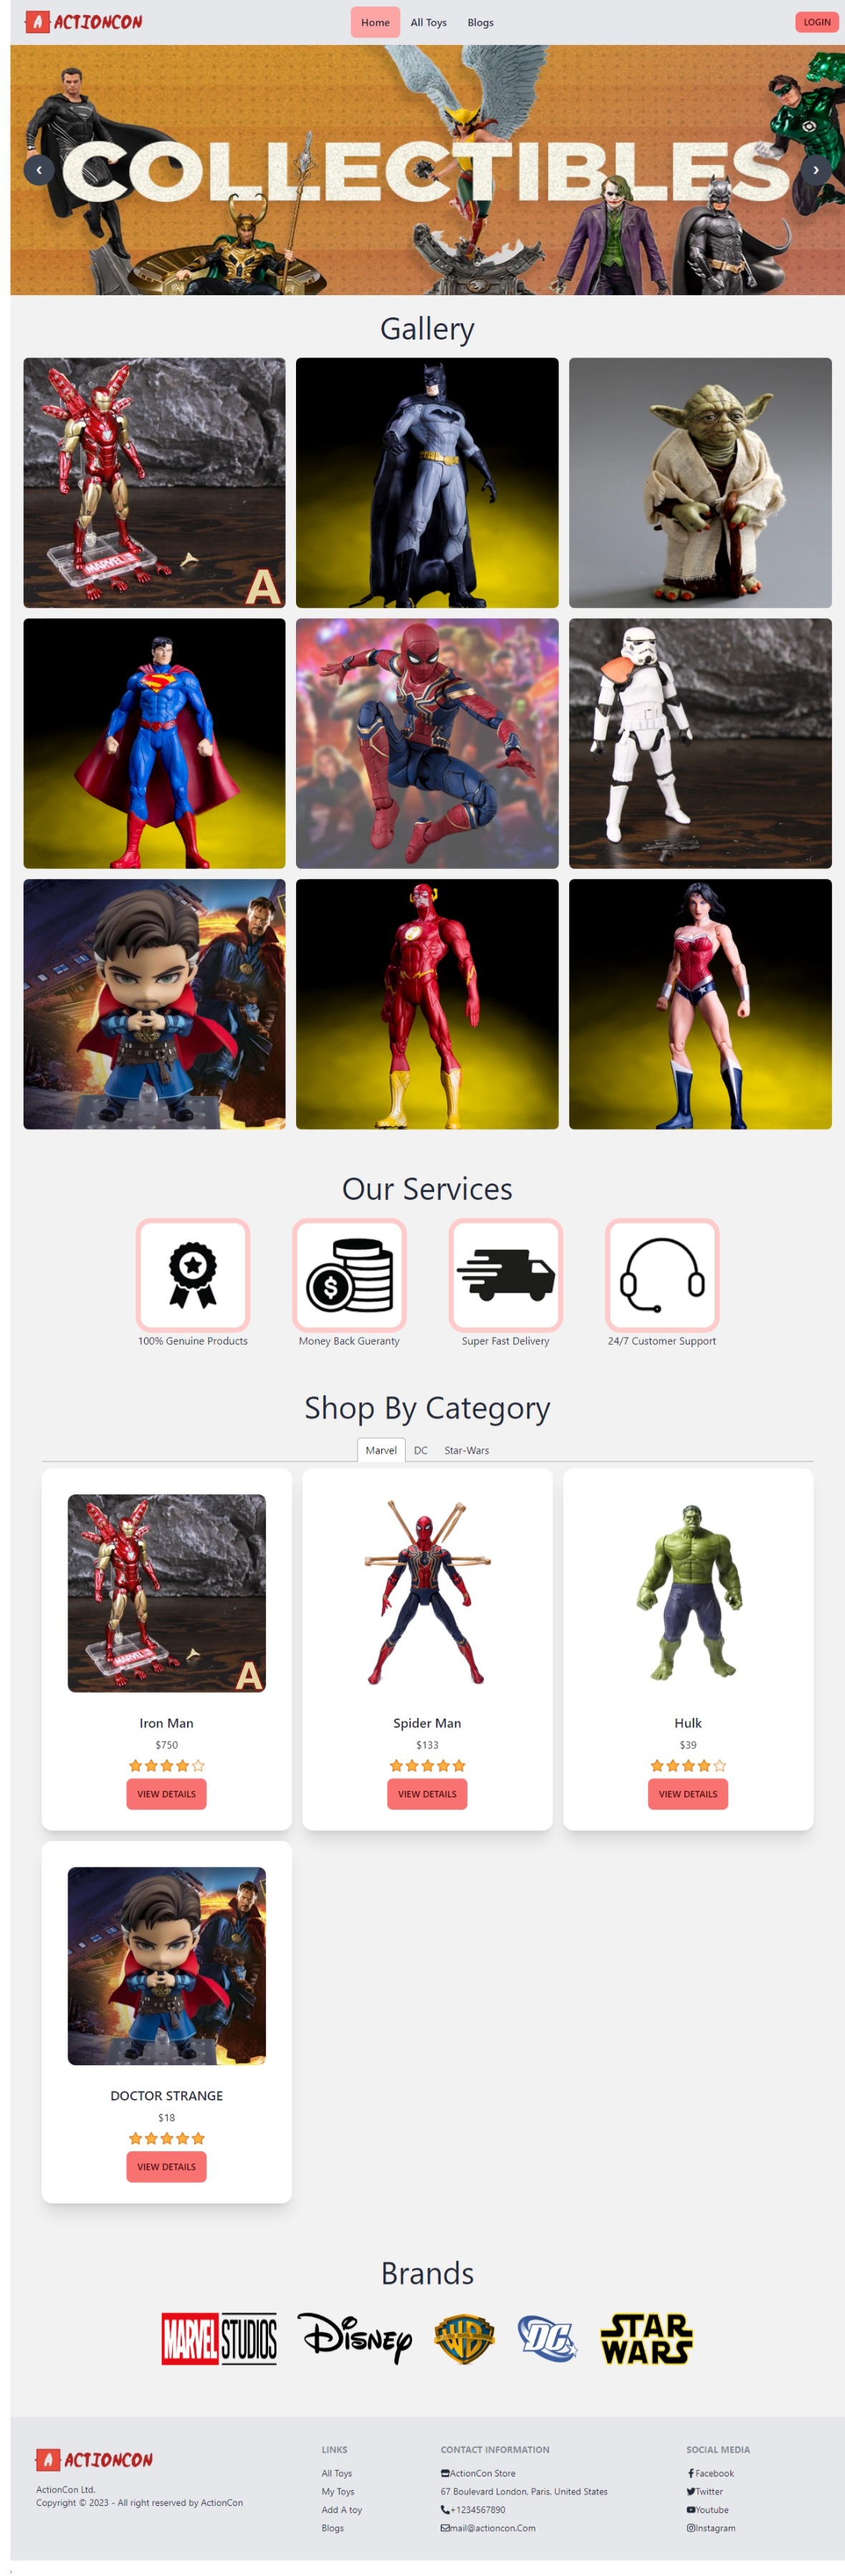 A ACTIONCON
Home All Toys Blogs
LOGIN
COLLECTIBLES
‹ ›
Gallery
MARVEL
A
Our Services
$
100% Genuine Products
Money Back Gueranty
Super Fast Delivery
24/7 Customer Support
Shop By Category
Marvel DC Star-Wars
MARVEL
A
Iron Man
$750
VIEW DETAILS
Spider Man
$133
VIEW DETAILS
Hulk
$39
VIEW DETAILS
DOCTOR STRANGE
$18
VIEW DETAILS
Brands
MARVEL STUDIOS
Disney
WB
DC
STAR
WARS
A ACTIONCON
ActionCon Ltd.
Copyright © 2023 - All right reserved by ActionCon
LINKS
All Toys
My Toys
Add A toy
Blogs
CONTACT INFORMATION
ActionCon Store
67 Boulevard London, Paris, United States
+1234567890
mail@actioncon.Com
SOCIAL MEDIA
Facebook
Twitter
Youtube
Instagram